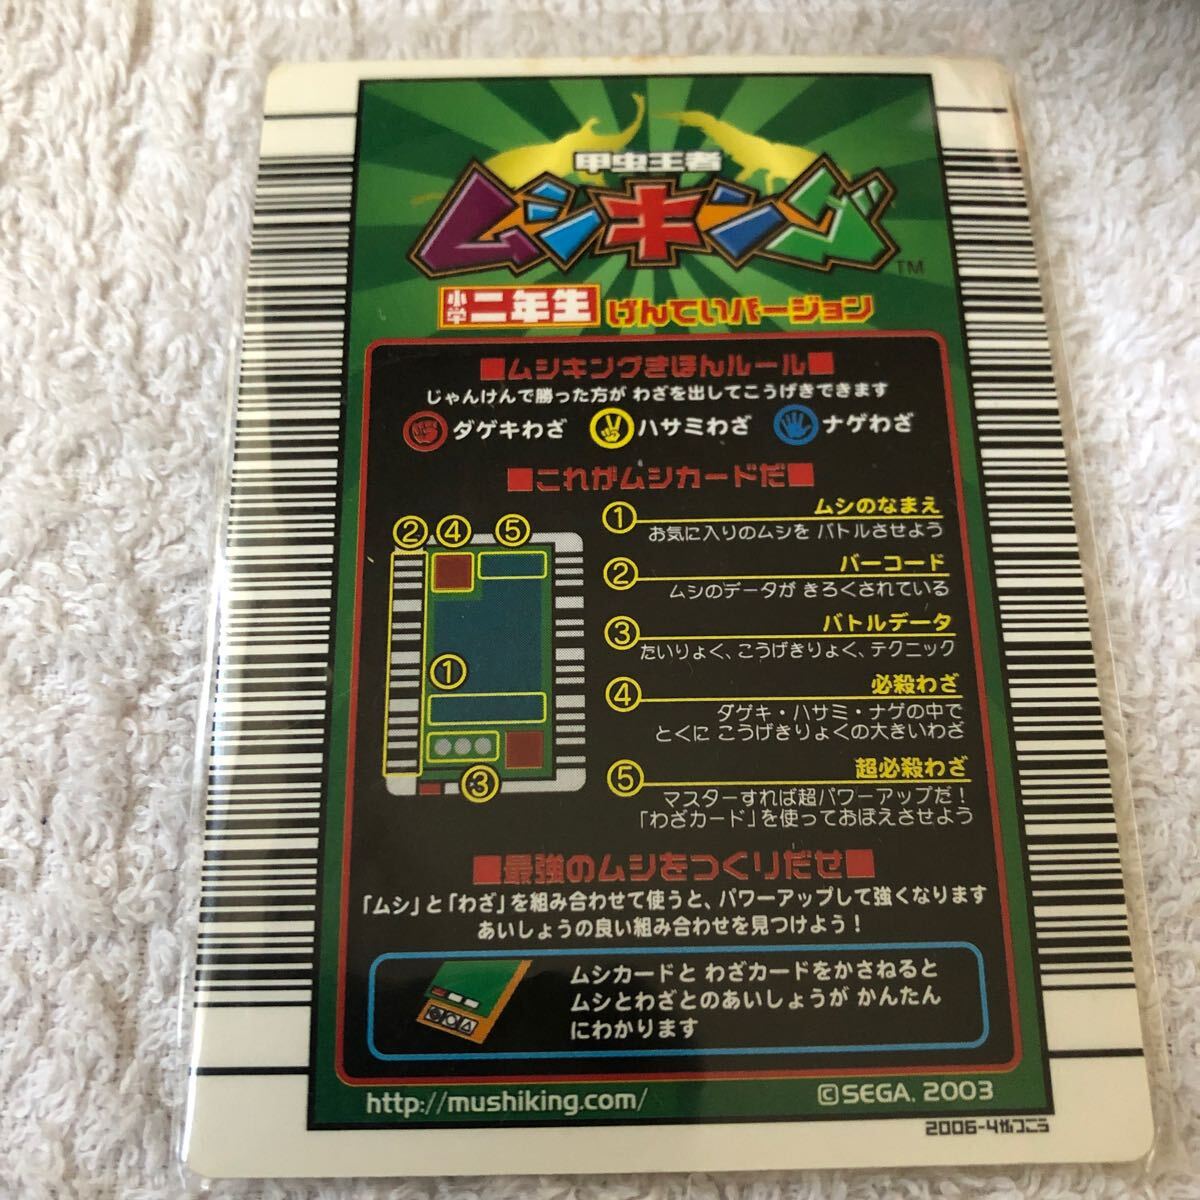 甲虫王者
ムシキング
TM
小学二年生 げんていバージョン
■ムシキングきほんルール■
じゃんけんで勝った方が わざを出してこうげきできます
ダゲキわざ ハサミわざ ナゲわざ
■これがムシカードだ■
② ④ ⑤
①
③
① ムシのなまえ
お気に入りのムシを バトルさせよう
② バーコード
ムシのデータが きろくされている
③ バトルデータ
たいりょく、こうげきりょく、テクニック
④ 必殺わざ
ダゲキ・ハサミ・ナゲの中で
とくに こうげきりょくの大きいわざ
⑤ 超必殺わざ
マスターすれば超パワーアップだ!
「わざカード」を使っておぼえさせよう
■最強のムシをつくりだせ■
「ムシ」と「わざ」を組み合わせて使うと、パワーアップして強くなります
あいしょうの良い組み合わせを見つけよう!
ムシカードと わざカードをかさねると
ムシとわざとのあいしょうが かんたん
にわかります
http://mushiking.com/ ©SEGA, 2003
2006-4がつごう